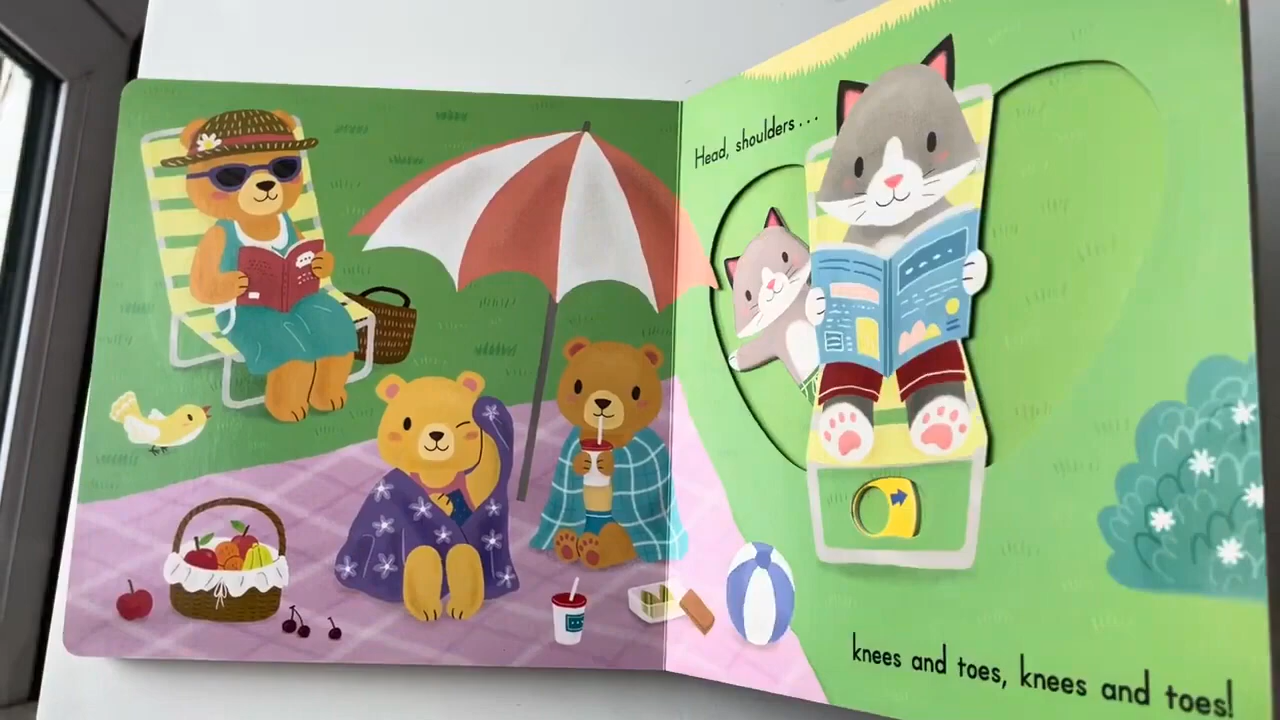 Head, shoulders...
knees and toes, knees and toes!